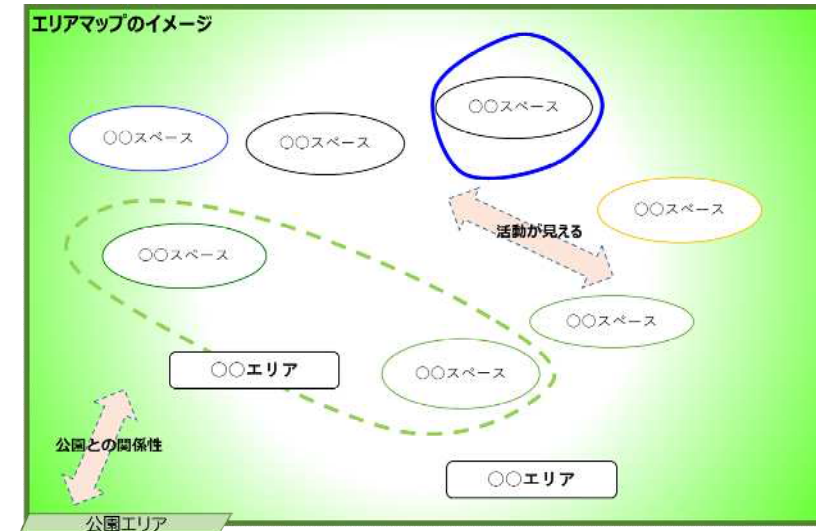 エリアマップのイメージ
○○スペース
○○スペース
○○スペース
○○スペース
活動が見える
○○スペース
○○スペース
○○エリア
○○スペース
公園との関係性
○○エリア
公園エリア